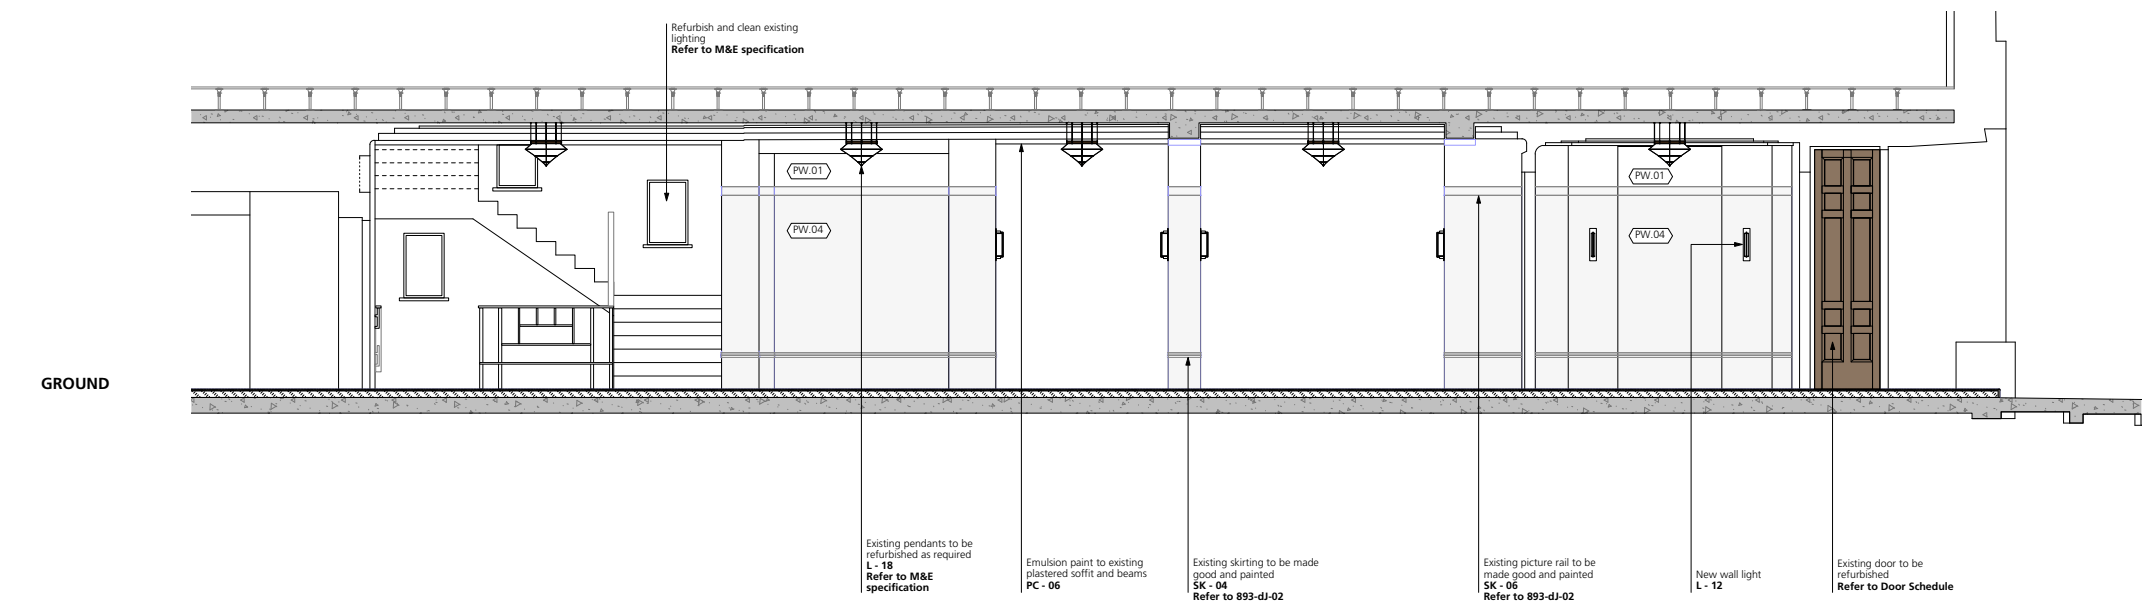 Refurbish and clean existing
lighting
Refer to M&E specification
PW.01
PW.01
PW.04
PW.04
GROUND
Existing pendants to be
refurbished as required
L - 18
Refer to M&E
specification
Emulsion paint to existing
plastered soffit and beams
PC - 06
Existing skirting to be made
good and painted
SK - 04
Refer to 893-dJ-02
Existing picture rail to be
made good and painted
SK - 06
Refer to 893-dJ-02
New wall light
L - 12
Existing door to be
refurbished
Refer to Door Schedule